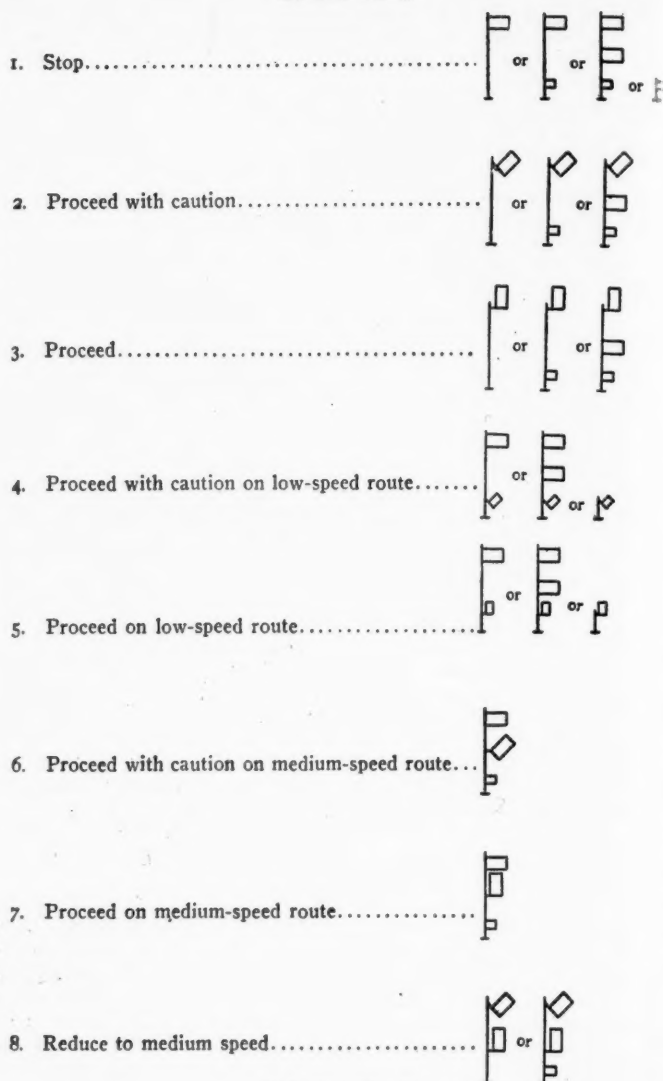 1. Stop................................................ or or or
2. Proceed with caution.............................. or or
3. Proceed............................................ or or
4. Proceed with caution on low-speed route....... or or
5. Proceed on low-speed route....................... or or
6. Proceed with caution on medium-speed route...
7. Proceed on medium-speed route...............
8. Reduce to medium speed........................ or